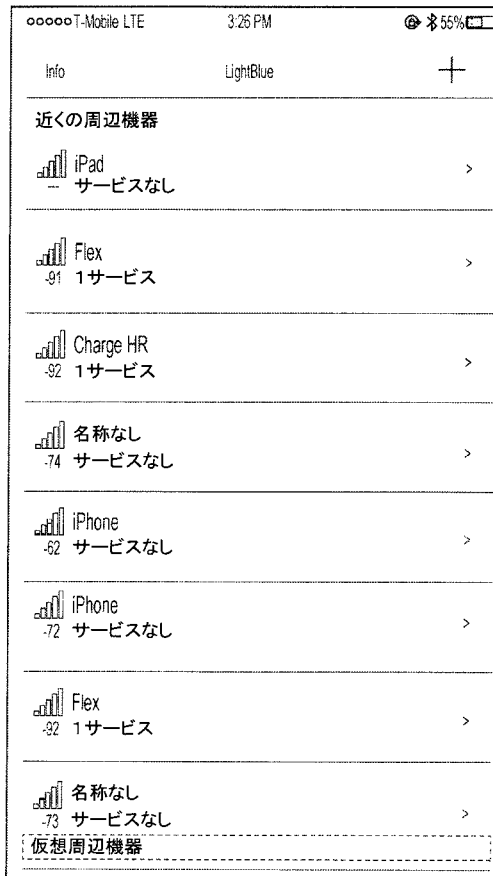 ooooo T-Mobile LTE 3:26 PM 55%
Info LightBlue +
近くの周辺機器
iPad >
--- サービスなし
Flex >
-91 1サービス
Charge HR >
-92 1サービス
名称なし >
-74 サービスなし
iPhone >
-62 サービスなし
iPhone >
-72 サービスなし
Flex >
-92 1サービス
名称なし >
-73 サービスなし
仮想周辺機器